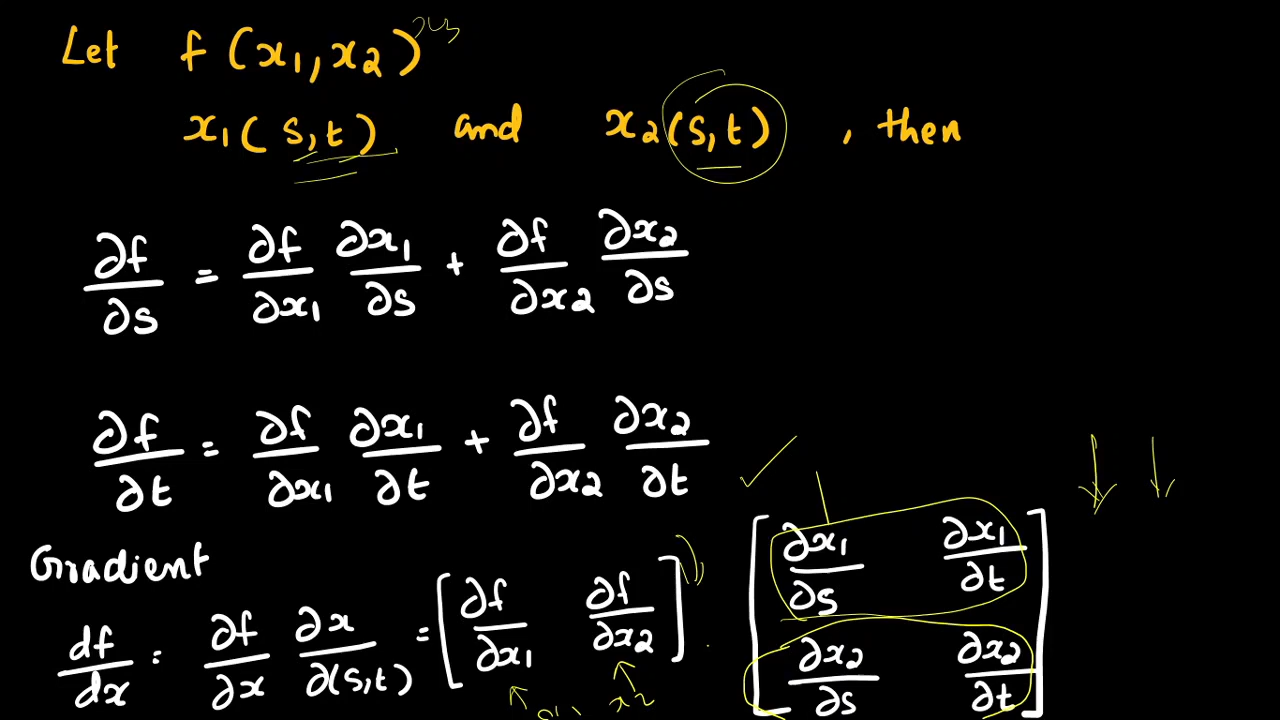 Let f(x1, x2)
x1(s,t) and x2(s,t), then
∂f/∂s = ∂f/∂x1 ∂x1/∂s + ∂f/∂x2 ∂x2/∂s
∂f/∂t = ∂f/∂x1 ∂x1/∂t + ∂f/∂x2 ∂x2/∂t
Gradient
df/dx = ∂f/∂x ∂x/∂(s,t) = [∂f/∂x1 ∂f/∂x2] · [∂x1/∂s ∂x1/∂t
∂x2/∂s ∂x2/∂t]
x2